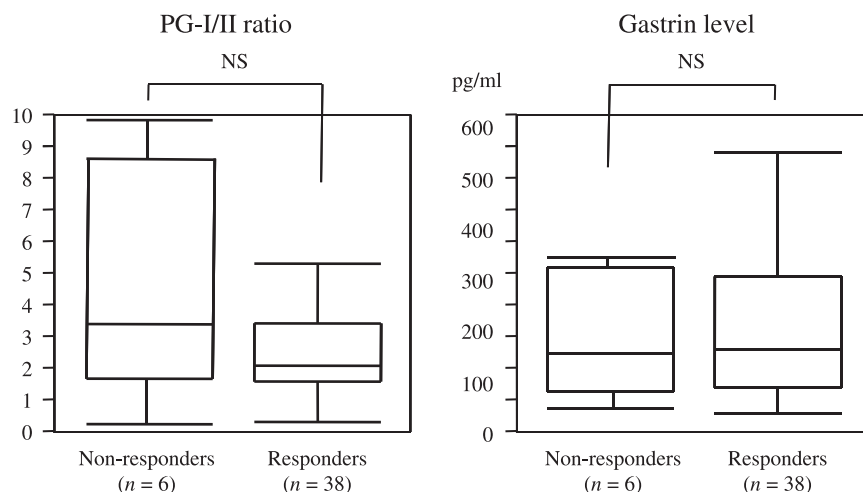 PG-I/II ratio
NS
10
9
8
7
6
5
4
3
2
1
0
Non-responders
(n = 6)
Responders
(n = 38)
Gastrin level
pg/ml
NS
600
500
400
300
200
100
0
Non-responders
(n = 6)
Responders
(n = 38)